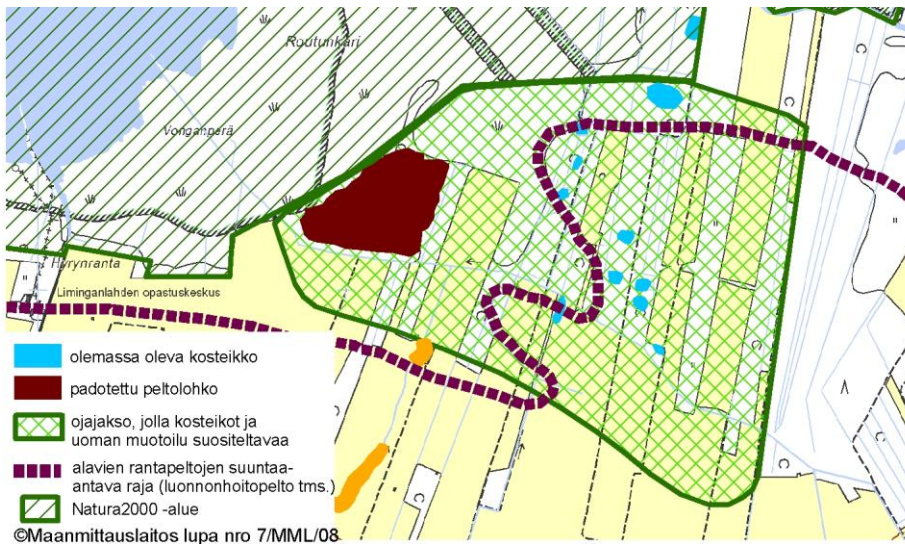 Routunkari
Vonganperä
Hyrynranta
Liminganlahden opastuskeskus
olemassa oleva kosteikko
padotettu peltolohko
ojajakso, jolla kosteikot ja
uoman muotoilu suositeltavaa
alavien rantapeltojen suuntaa-
antava raja (luonnonhoitopelto tms.)
Natura2000 -alue
©Maanmittauslaitos lupa nro 7/MML/08